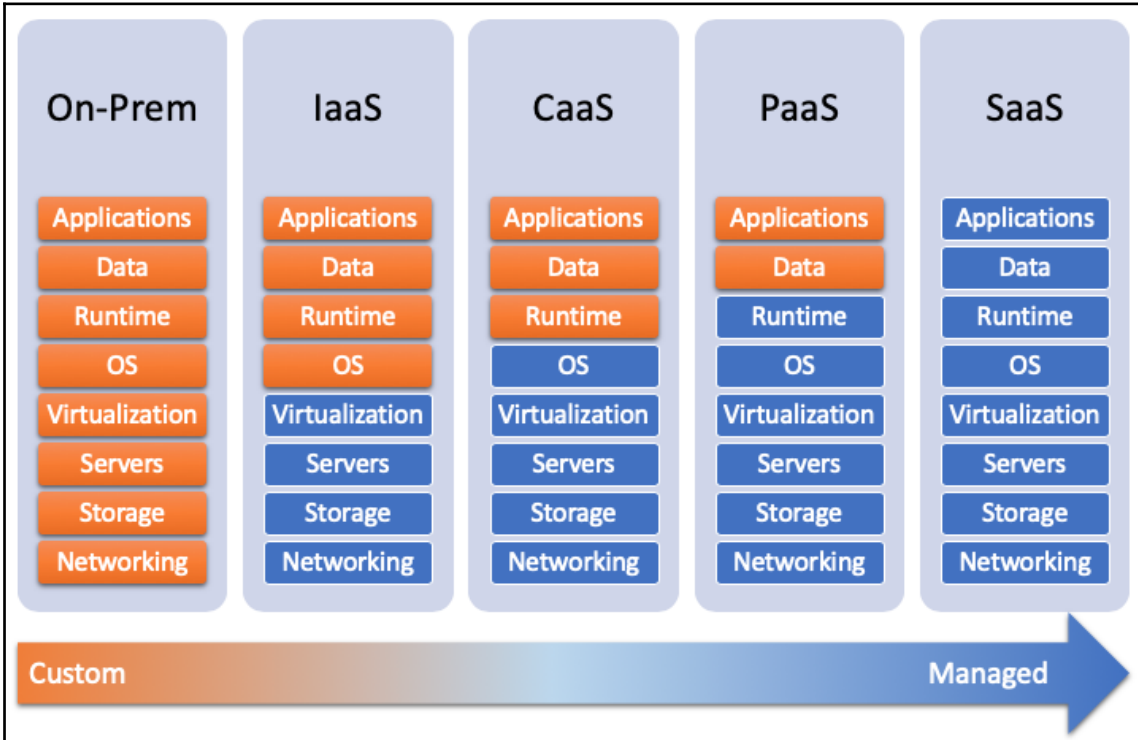 On-Prem
Applications
Data
Runtime
OS
Virtualization
Servers
Storage
Networking
IaaS
Applications
Data
Runtime
OS
Virtualization
Servers
Storage
Networking
CaaS
Applications
Data
Runtime
OS
Virtualization
Servers
Storage
Networking
PaaS
Applications
Data
Runtime
OS
Virtualization
Servers
Storage
Networking
SaaS
Applications
Data
Runtime
OS
Virtualization
Servers
Storage
Networking
Custom
Managed